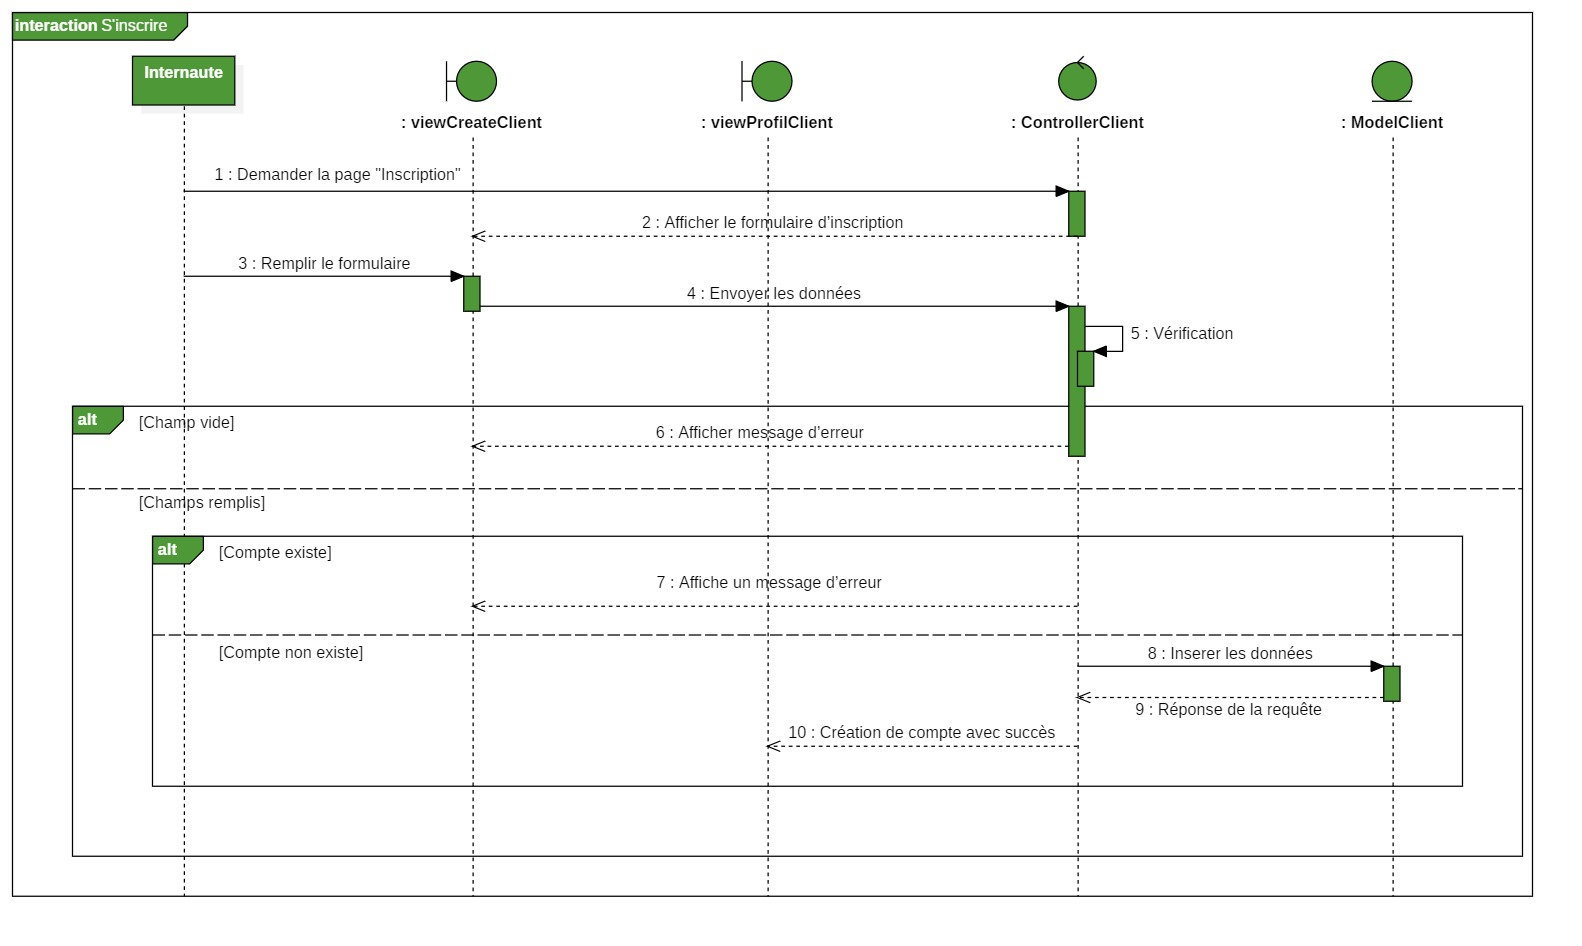 interaction S'inscrire
Internaute
: viewCreateClient
: viewProfilClient
: ControllerClient
: ModelClient
1 : Demander la page "Inscription"
2 : Afficher le formulaire d’inscription
3 : Remplir le formulaire
4 : Envoyer les données
5 : Vérification
alt
[Champ vide]
6 : Afficher message d’erreur
[Champs remplis]
alt
[Compte existe]
7 : Affiche un message d’erreur
[Compte non existe]
8 : Inserer les données
9 : Réponse de la requête
10 : Création de compte avec succès